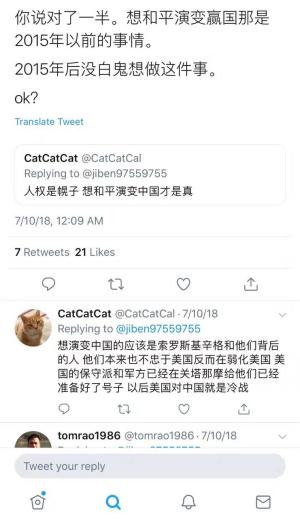 你说对了一半。想和平演变赢国那是
2015年以前的事情。
2015年后没白鬼想做这件事。
ok?
Translate Tweet
CatCatCat @CatCatCal
Replying to @jiben97559755
人权是幌子 想和平演变中国才是真
7/10/18, 12:09 AM
7 Retweets 21 Likes
CatCatCat @CatCatCal · 7/10/18
Replying to @jiben97559755
想演变中国的应该是索罗斯基辛格和他们背后
的人 他们本来也不忠于美国反而在弱化美国 美
国的保守派和军方已经在关塔那摩给他们已经
准备好了号子 以后美国对中国就是冷战
tomrao1986 @tomrao1986 · 7/10/18
Tweet your reply